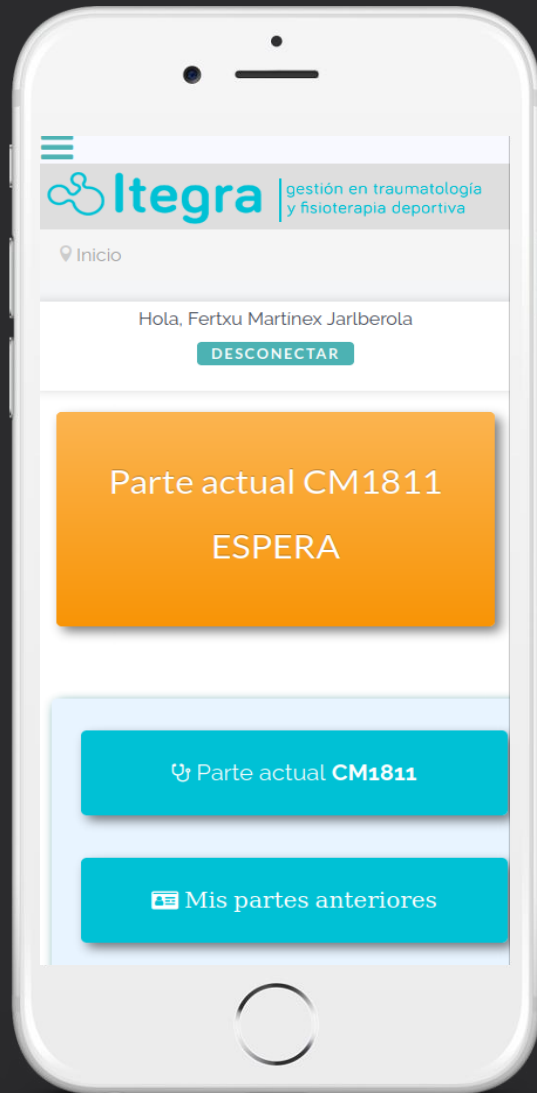 Itegra
gestión en traumatología
y fisioterapia deportiva
Inicio
Hola, Fertxu Martinex Jarlberola
DESCONECTAR
Parte actual CM1811
ESPERA
Parte actual CM1811
Mis partes anteriores